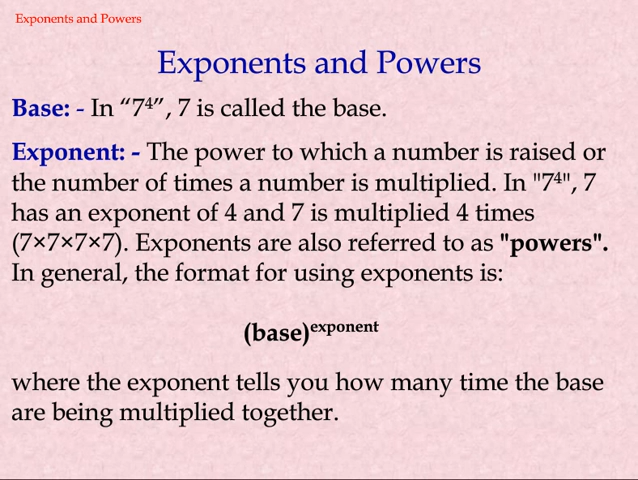 Exponents and Powers
Exponents and Powers
Base: - In “7⁴”, 7 is called the base.
Exponent: - The power to which a number is raised or
the number of times a number is multiplied. In "7⁴", 7
has an exponent of 4 and 7 is multiplied 4 times
(7×7×7×7). Exponents are also referred to as "powers".
In general, the format for using exponents is:
(base)^exponent
where the exponent tells you how many time the base
are being multiplied together.